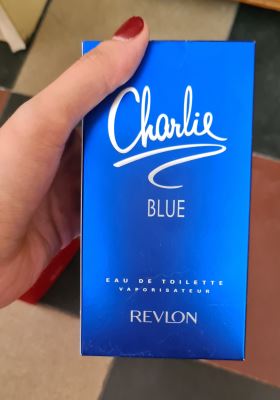 Charlie
BLUE
EAU DE TOILETTE
VAPORISATEUR
REVLON